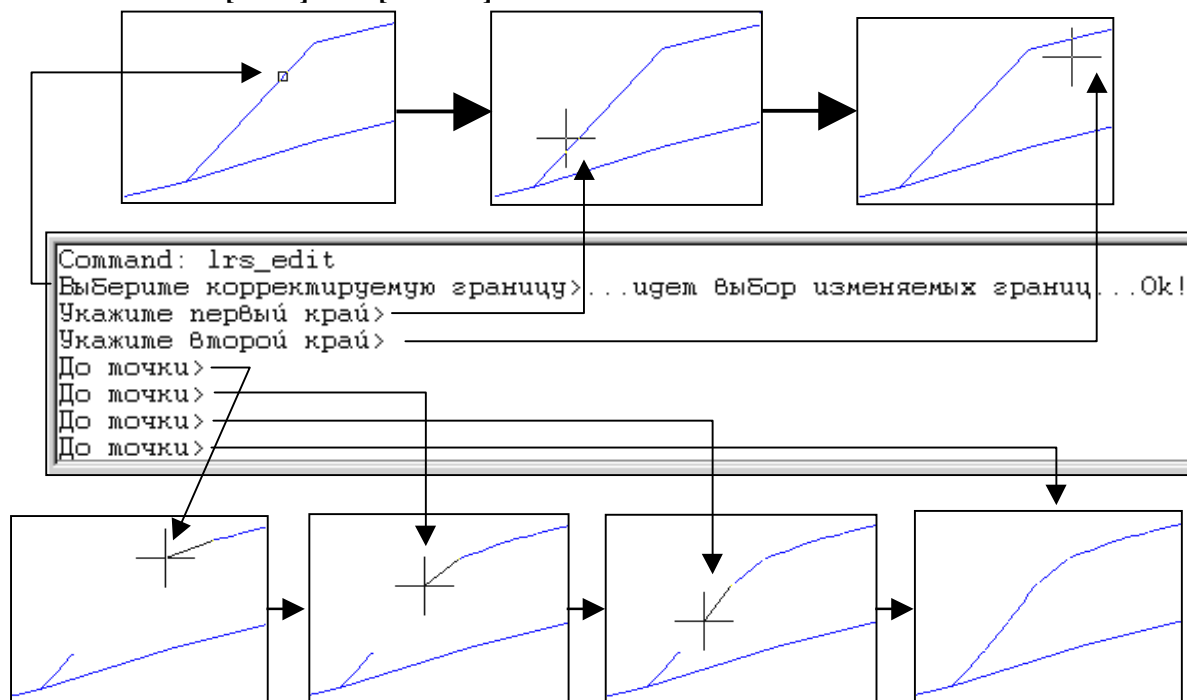 Command: lrs_edit
Выберите корректируемую границу>...идет выбор изменяемых границ...Ok!
Укажите первый край>
Укажите второй край>
До точки>
До точки>
До точки>
До точки>